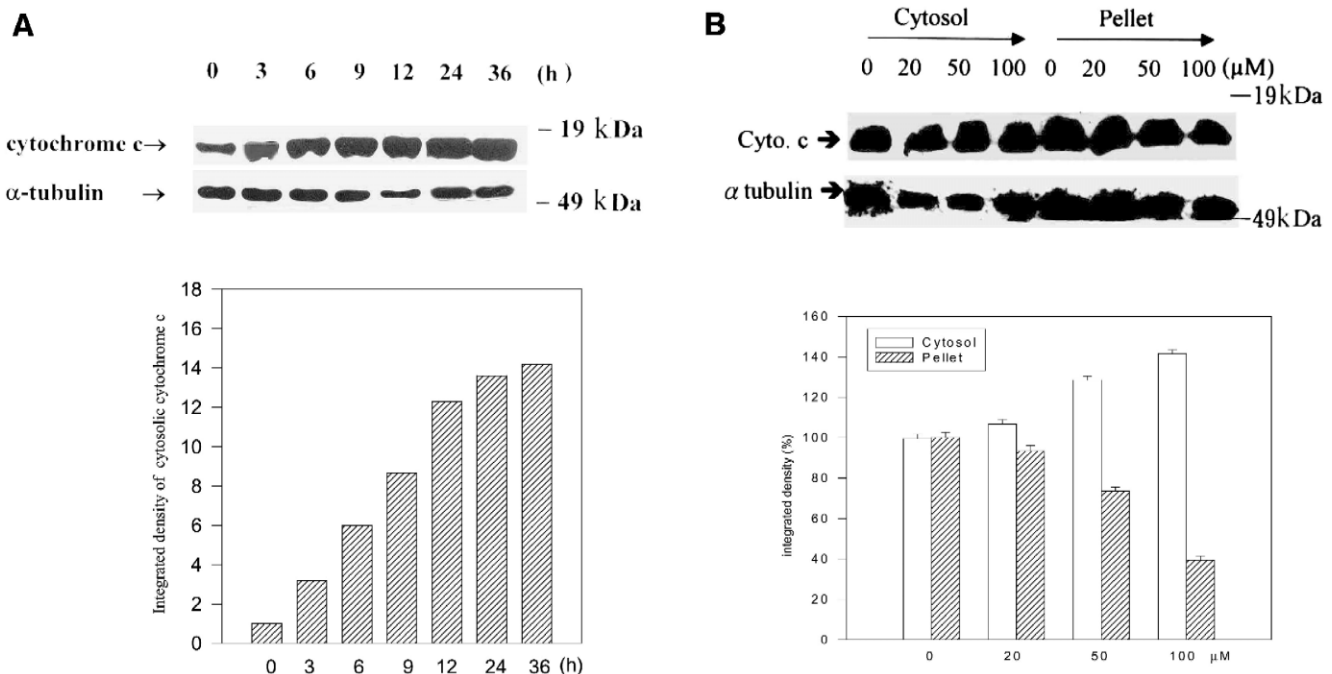 A
0 3 6 9 12 24 36 (h)
cytochrome c→
– 19 kDa
α-tubulin →
– 49 kDa
Integrated density of cytosolic cytochrome c
18
16
14
12
10
8
6
4
2
0
0 3 6 9 12 24 36 (h)
B
Cytosol Pellet
0 20 50 100 0 20 50 100 (μM)
—19kDa
Cyto. c ➔
α tubulin ➔
—49kDa
integrated density (%)
160
140
120
100
80
60
40
20
0
Cytosol
Pellet
0 20 50 100 μM